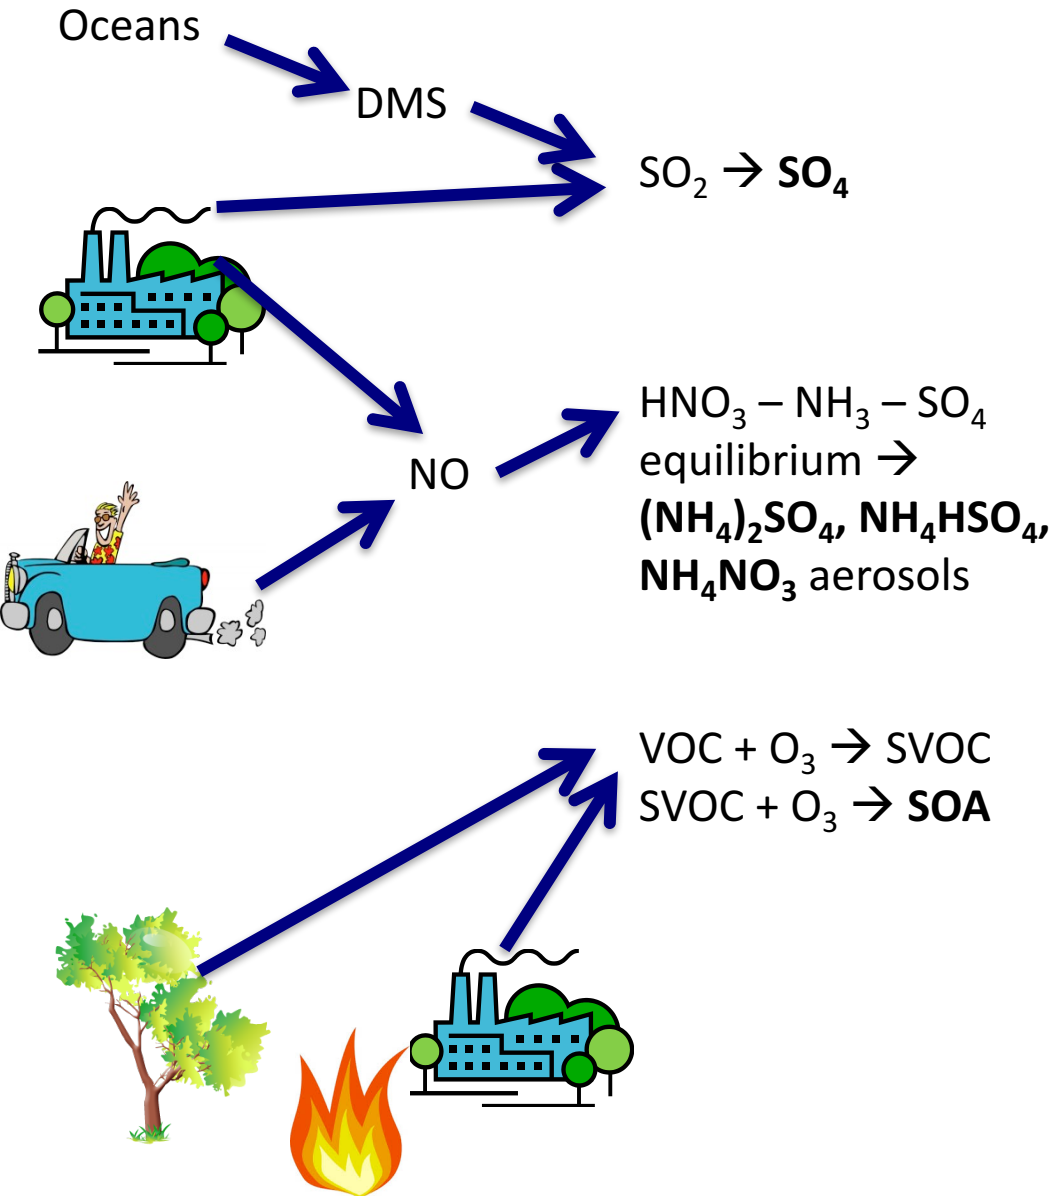 Oceans
DMS
SO₂ → SO₄
HNO₃ – NH₃ – SO₄
equilibrium →
(NH₄)₂SO₄, NH₄HSO₄,
NH₄NO₃ aerosols
NO
VOC + O₃ → SVOC
SVOC + O₃ → SOA